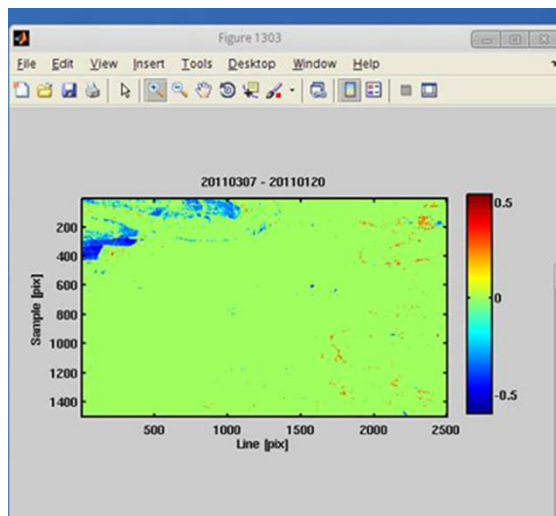 Figure 1303
File Edit View Insert Tools Desktop Window Help
20110307 - 20110120
200
400
600
800
1000
1200
1400
Sample [pix]
500 1000 1500 2000 2500
Line [pix]
0.5
0
-0.5